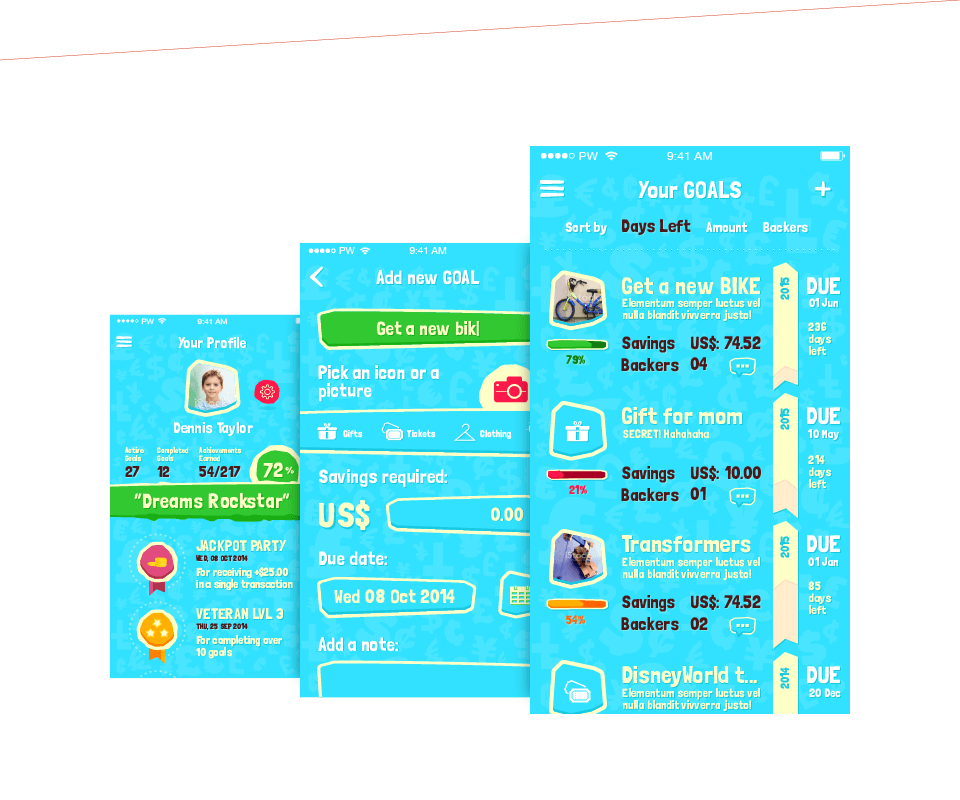 PW 9:41 AM
Your Profile
Dennis Taylor
Active Goals
27
Completed Goals
12
Achievements Earned
54/217
72%
"Dreams Rockstar"
JACKPOT PARTY
WED, 08 OCT 2014
For receiving +$25.00
in a single transaction
VETERAN LVL 3
THU, 25 SEP 2014
For completing over
10 goals
PW 9:41 AM
Add new GOAL
Get a new bik
Pick an icon or a
picture
Gifts Tickets Clothing
Savings required:
US$ 0.00
Due date:
Wed 08 Oct 2014
Add a note:
PW 9:41 AM
Your GOALS
Sort by Days Left Amount Backers
Get a new BIKE
Elementum semper luctus vel
nulla blandit vivverra justo!
Savings US$: 74.52
79%
Backers 04
2015
DUE
01 Jun
236
days
left
Gift for mom
SECRET! Hahahaha
Savings US$: 10.00
21%
Backers 01
2015
DUE
10 May
214
days
left
Transformers
Elementum semper luctus vel
nulla blandit vivverra justo!
Savings US$: 74.52
54%
Backers 02
2015
DUE
01 Jan
85
days
left
DisneyWorld t...
Elementum semper luctus vel
nulla blandit vivverra justo!
2014
DUE
20 Dec